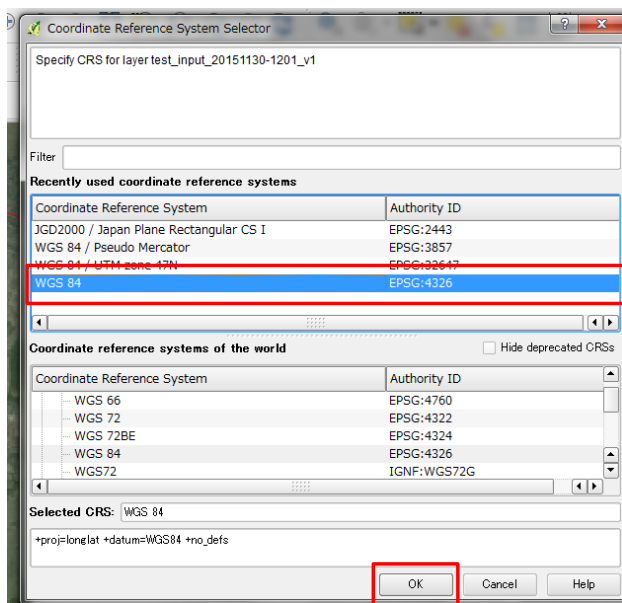 Coordinate Reference System Selector
Specify CRS for layer test_input_20151130-1201_v1
Filter
Recently used coordinate reference systems
Coordinate Reference System Authority ID
JGD2000 / Japan Plane Rectangular CS I EPSG:2443
WGS 84 / Pseudo Mercator EPSG:3857
WGS 84 / UTM zone 47N EPSG:32647
WGS 84 EPSG:4326
Coordinate reference systems of the world Hide deprecated CRSs
Coordinate Reference System Authority ID
WGS 66 EPSG:4760
WGS 72 EPSG:4322
WGS 72BE EPSG:4324
WGS 84 EPSG:4326
WGS72 IGNF:WGS72G
Selected CRS: WGS 84
+proj=longlat +datum=WGS84 +no_defs
OK Cancel Help